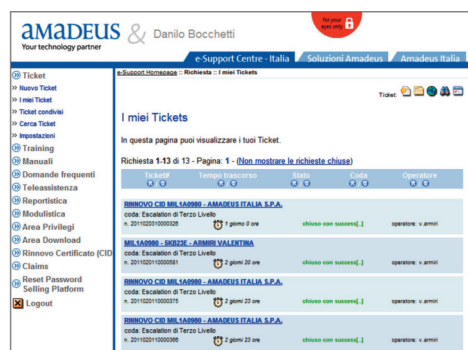 amadeus
Your technology partner
& Danilo Bocchetti
for your
eyes only
e-Support Centre - Italia
Soluzioni Amadeus
Amadeus Italia
Ticket
>> Nuovo Ticket
>> I miei Ticket
>> Ticket condivisi
>> Cerca Ticket
>> Impostazioni
Training
Manuali
Domande frequenti
Teleassistenza
Reportistica
Modulistica
Area Privilegi
Area Download
Rinnovo Certificato (CID
Claims
Reset Password
Selling Platform
Logout
e-Support Homepage :: Richiesta :: I miei Tickets
Ticket:
I miei Tickets
In questa pagina puoi visualizzare i tuoi Ticket.
Richiesta 1-13 di 13 - Pagina: 1 - (Non mostrare le richieste chiuse)
Ticket# Tempo trascorso Stato Coda Operatore
RINNOVO CID MIL1A0980 - AMADEUS ITALIA S.P.A.
coda: Escalation di Terzo Livello
n. 2011020310000326 1 giorno 0 ore chiuso con success[..] operatore: v.armiri
MIL1A0980 - SKB23E - ARMIRI VALENTINA
coda: Escalation di Terzo Livello
n. 2011020110000581 2 giorni 20 ore chiuso con success[..] operatore: v.armiri
RINNOVO CID MIL1A0980 - AMADEUS ITALIA S.P.A.
coda: Escalation di Terzo Livello
n. 2011020110000375 2 giorni 23 ore chiuso con success[..] operatore: v.armiri
RINNOVO CID MIL1A0980 - AMADEUS ITALIA S.P.A.
coda: Escalation di Terzo Livello
n. 2011020110000366 2 giorni 23 ore chiuso con success[..] operatore: v.armiri